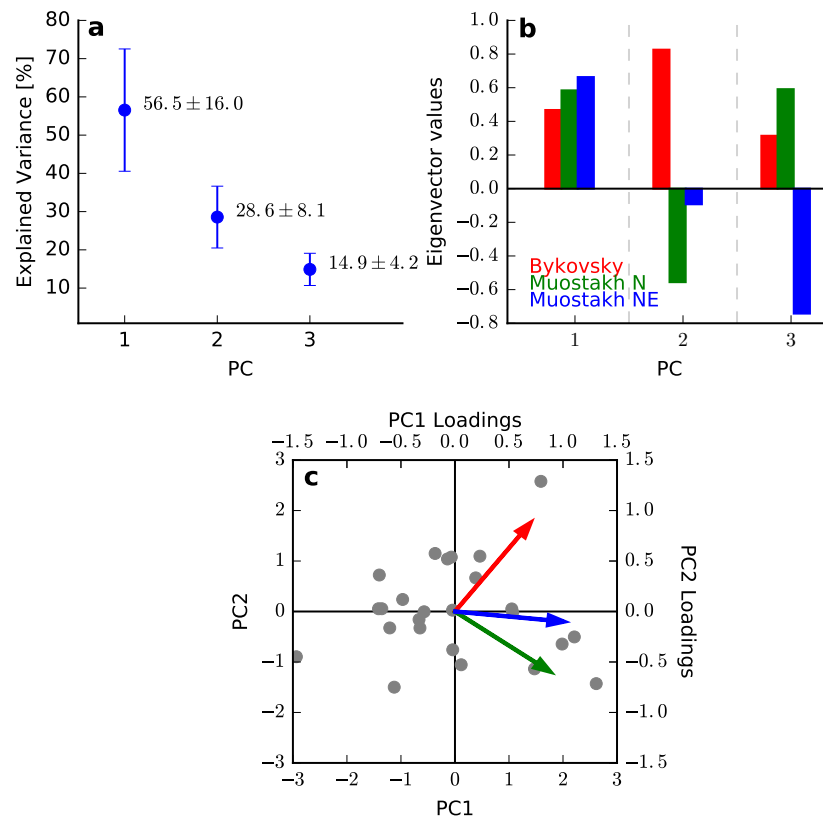 a
Explained Variance [%]
80
70
60
50
40
30
20
10
56.5 ± 16.0
28.6 ± 8.1
14.9 ± 4.2
1 2 3
PC
b
Eigenvector values
1.0
0.8
0.6
0.4
0.2
0.0
−0.2
−0.4
−0.6
−0.8
Bykovsky
Muostakh N
Muostakh NE
1 2 3
PC
PC1 Loadings
−1.5 −1.0 −0.5 0.0 0.5 1.0 1.5
c
PC2
3
2
1
0
−1
−2
−3
1.5
1.0
0.5
0.0
−0.5
−1.0
−1.5
PC2 Loadings
−3 −2 −1 0 1 2 3
PC1